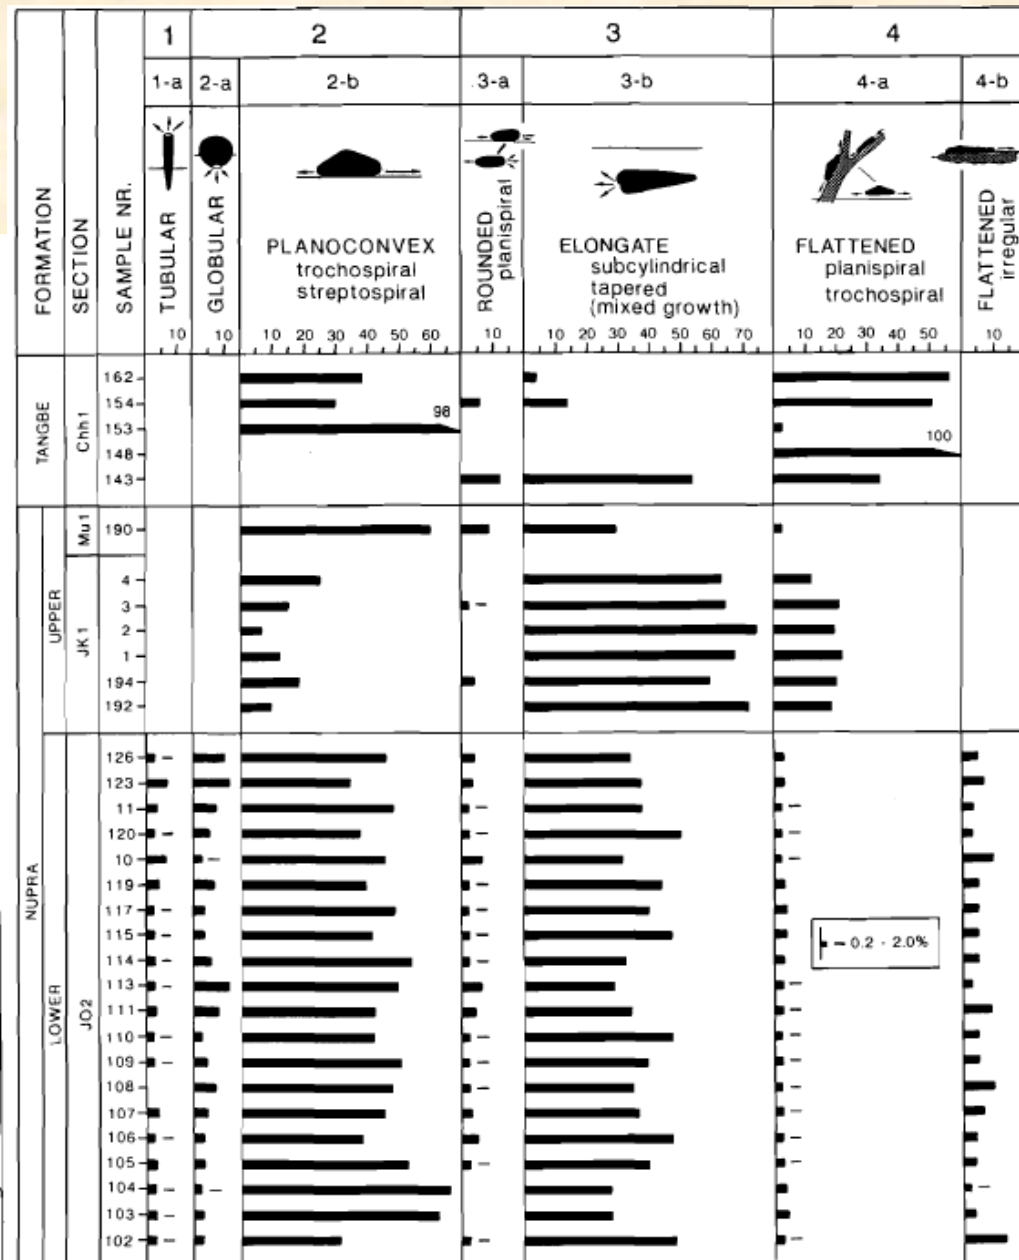 1 2 3 4
1-a 2-a 2-b 3-a 3-b 4-a 4-b
FORMATION
SECTION
SAMPLE NR.
TUBULAR
GLOBULAR
PLANOCONVEX
trochospiral
streptospiral
ROUNDED
planispiral
ELONGATE
subcylindrical
tapered
(mixed growth)
FLATTENED
planispiral
trochospiral
FLATTENED
irregular
10 10 10 20 30 40 50 60 10 10 20 30 40 50 60 70 10 20 30 40 50 10
TANGBE
Chh1
162
154
98
153
100
148
143
NUPRA
UPPER
Mu1
190
JK1
4
3
2
1
194
192
LOWER
JO2
126
123
11
120
10
119
117
115
– 0.2 - 2.0%
114
113
111
110
109
108
107
106
105
104
103
102